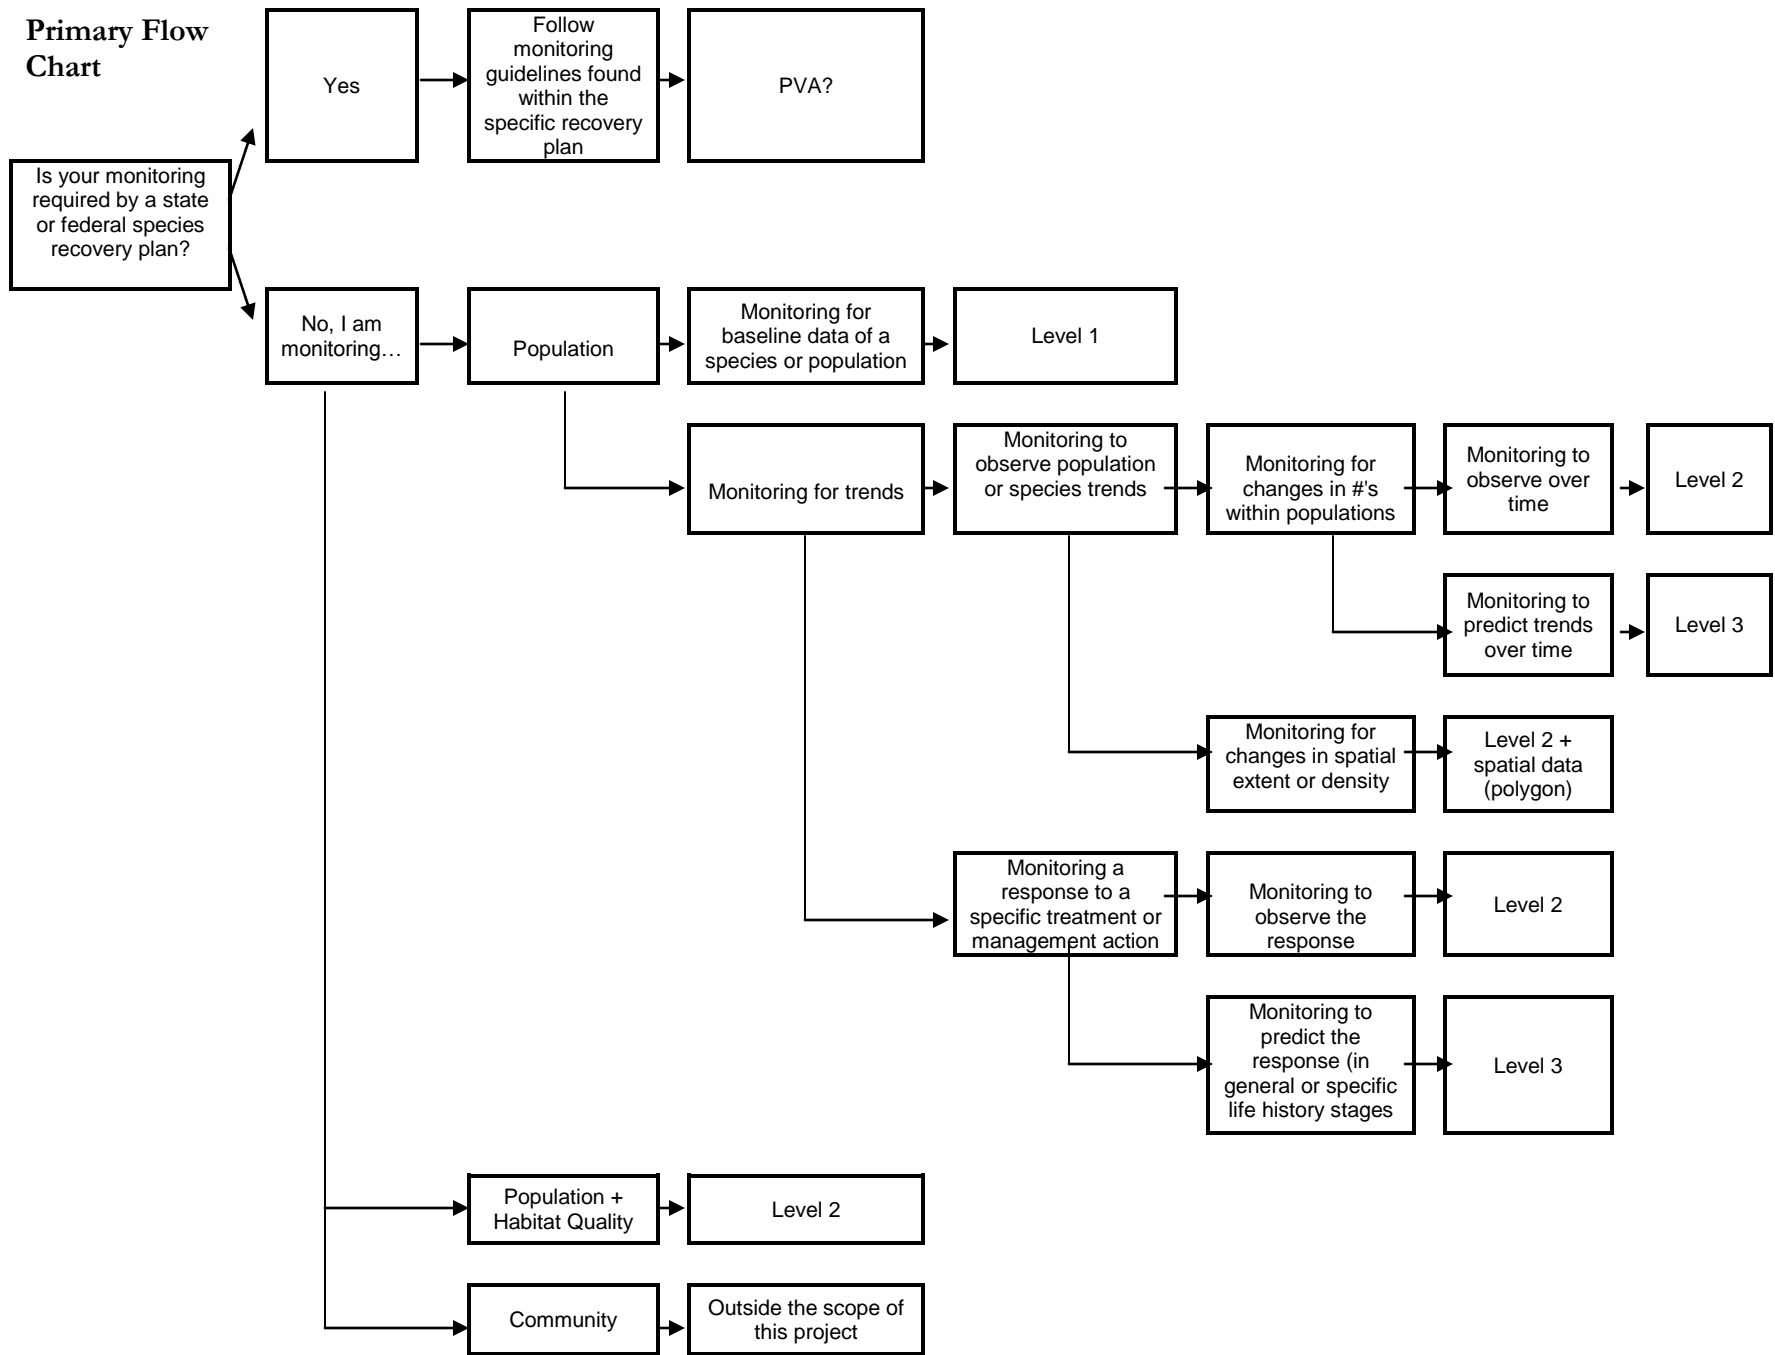 Primary Flow
Chart
Yes
Follow
monitoring
guidelines found
within the
specific recovery
plan
PVA?
Is your monitoring
required by a state
or federal species
recovery plan?
No, I am
monitoring…
Population
Monitoring for
baseline data of a
species or population
Level 1
Monitoring for trends
Monitoring to
observe population
or species trends
Monitoring for
changes in #'s
within populations
Monitoring to
observe over
time
Level 2
Monitoring to
predict trends
over time
Level 3
Monitoring for
changes in spatial
extent or density
Level 2 +
spatial data
(polygon)
Monitoring a
response to a
specific treatment or
management action
Monitoring to
observe the
response
Level 2
Monitoring to
predict the
response (in
general or specific
life history stages
Level 3
Population +
Habitat Quality
Level 2
Community
Outside the scope of
this project